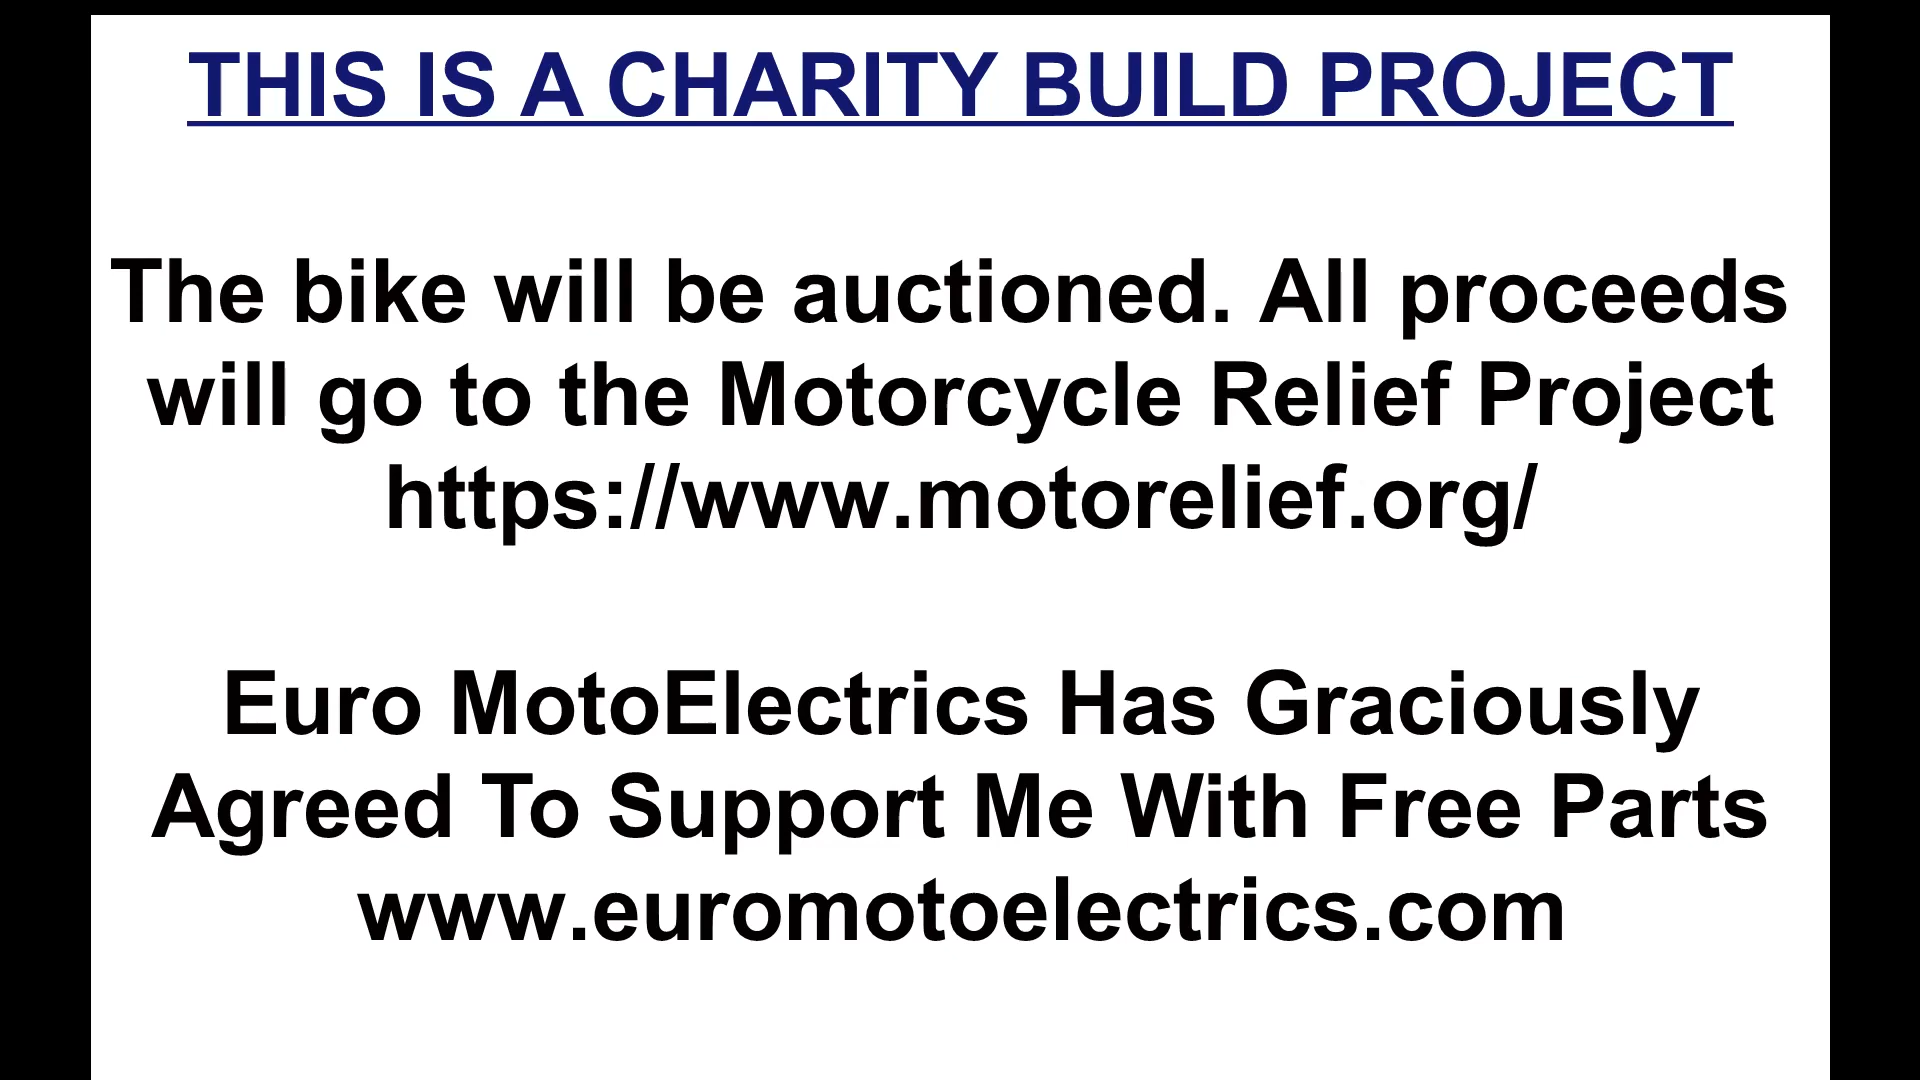 THIS IS A CHARITY BUILD PROJECT
The bike will be auctioned. All proceeds
will go to the Motorcycle Relief Project
https://www.motorelief.org/
Euro MotoElectrics Has Graciously
Agreed To Support Me With Free Parts
www.euromotoelectrics.com